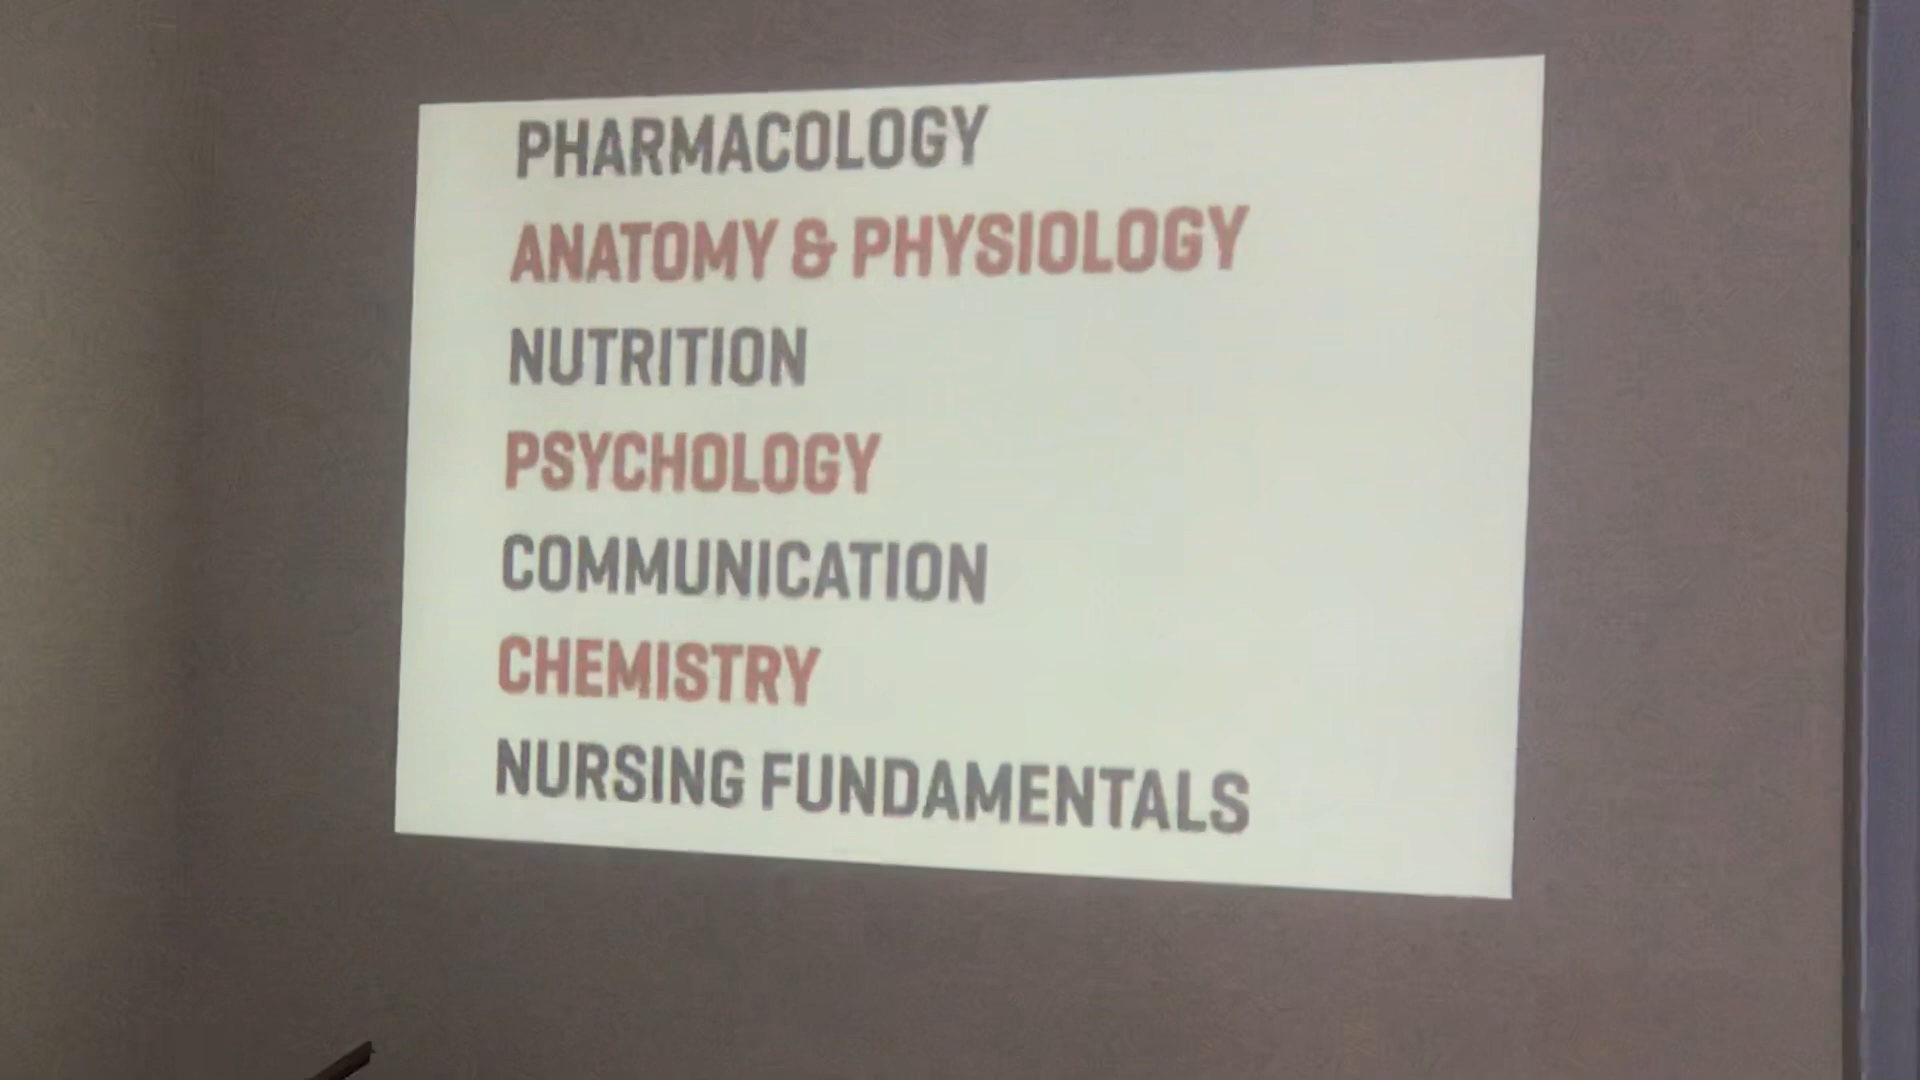 PHARMACOLOGY
ANATOMY & PHYSIOLOGY
NUTRITION
PSYCHOLOGY
COMMUNICATION
CHEMISTRY
NURSING FUNDAMENTALS